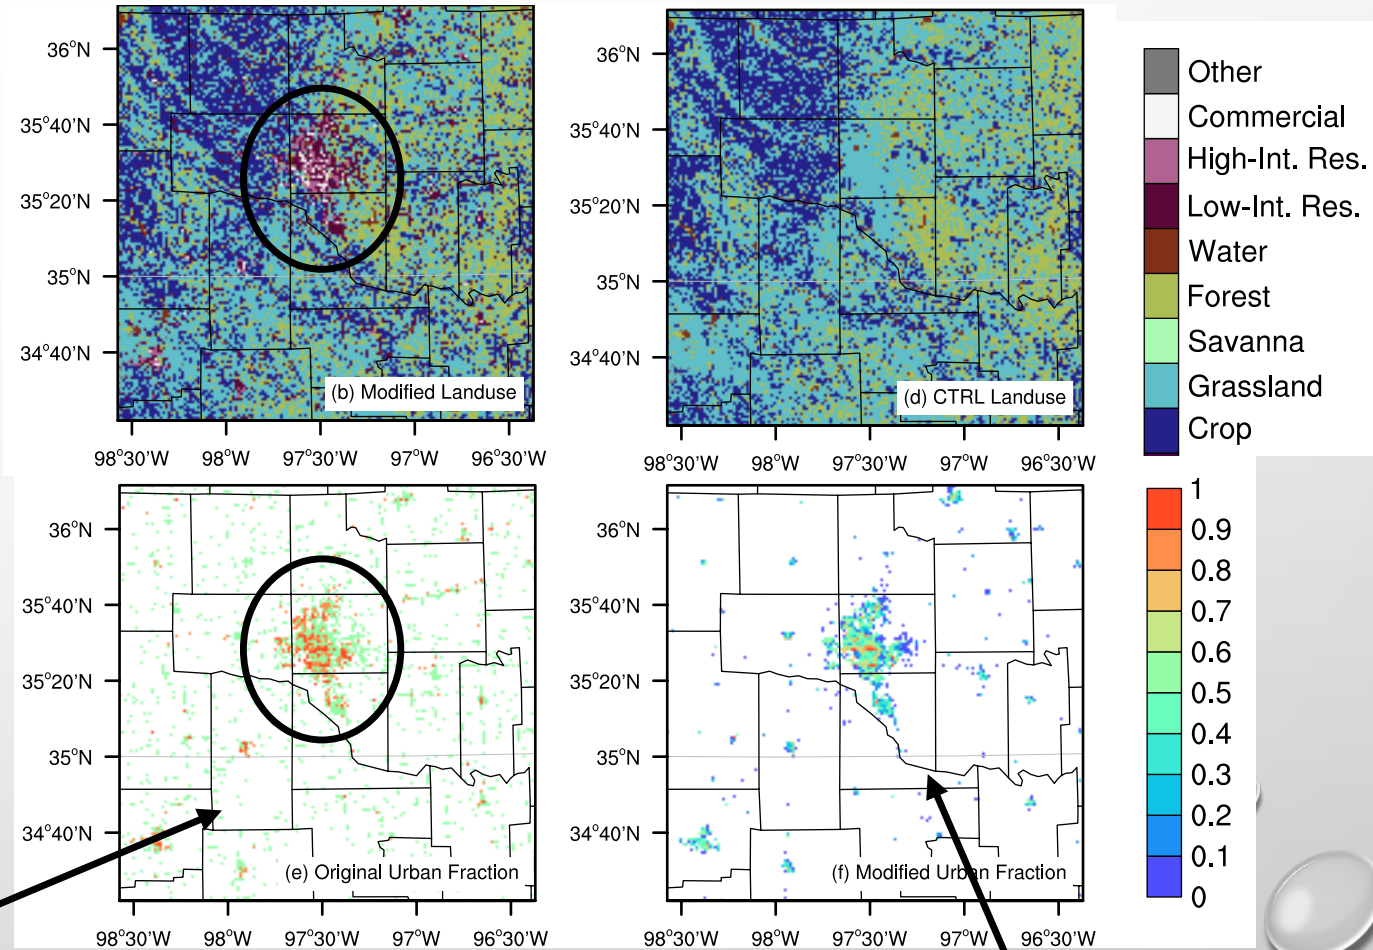 36°N
35°40'N
35°20'N
35°N
34°40'N
(b) Modified Landuse
98°30'W 98°W 97°30'W 97°W 96°30'W
36°N
35°40'N
35°20'N
35°N
34°40'N
(d) CTRL Landuse
98°30'W 98°W 97°30'W 97°W 96°30'W
Other
Commercial
High-Int. Res.
Low-Int. Res.
Water
Forest
Savanna
Grassland
Crop
36°N
35°40'N
35°20'N
35°N
34°40'N
(e) Original Urban Fraction
98°30'W 98°W 97°30'W 97°W 96°30'W
36°N
35°40'N
35°20'N
35°N
34°40'N
(f) Modified Urban Fraction
98°30'W 98°W 97°30'W 97°W 96°30'W
1
0.9
0.8
0.7
0.6
0.5
0.4
0.3
0.2
0.1
0